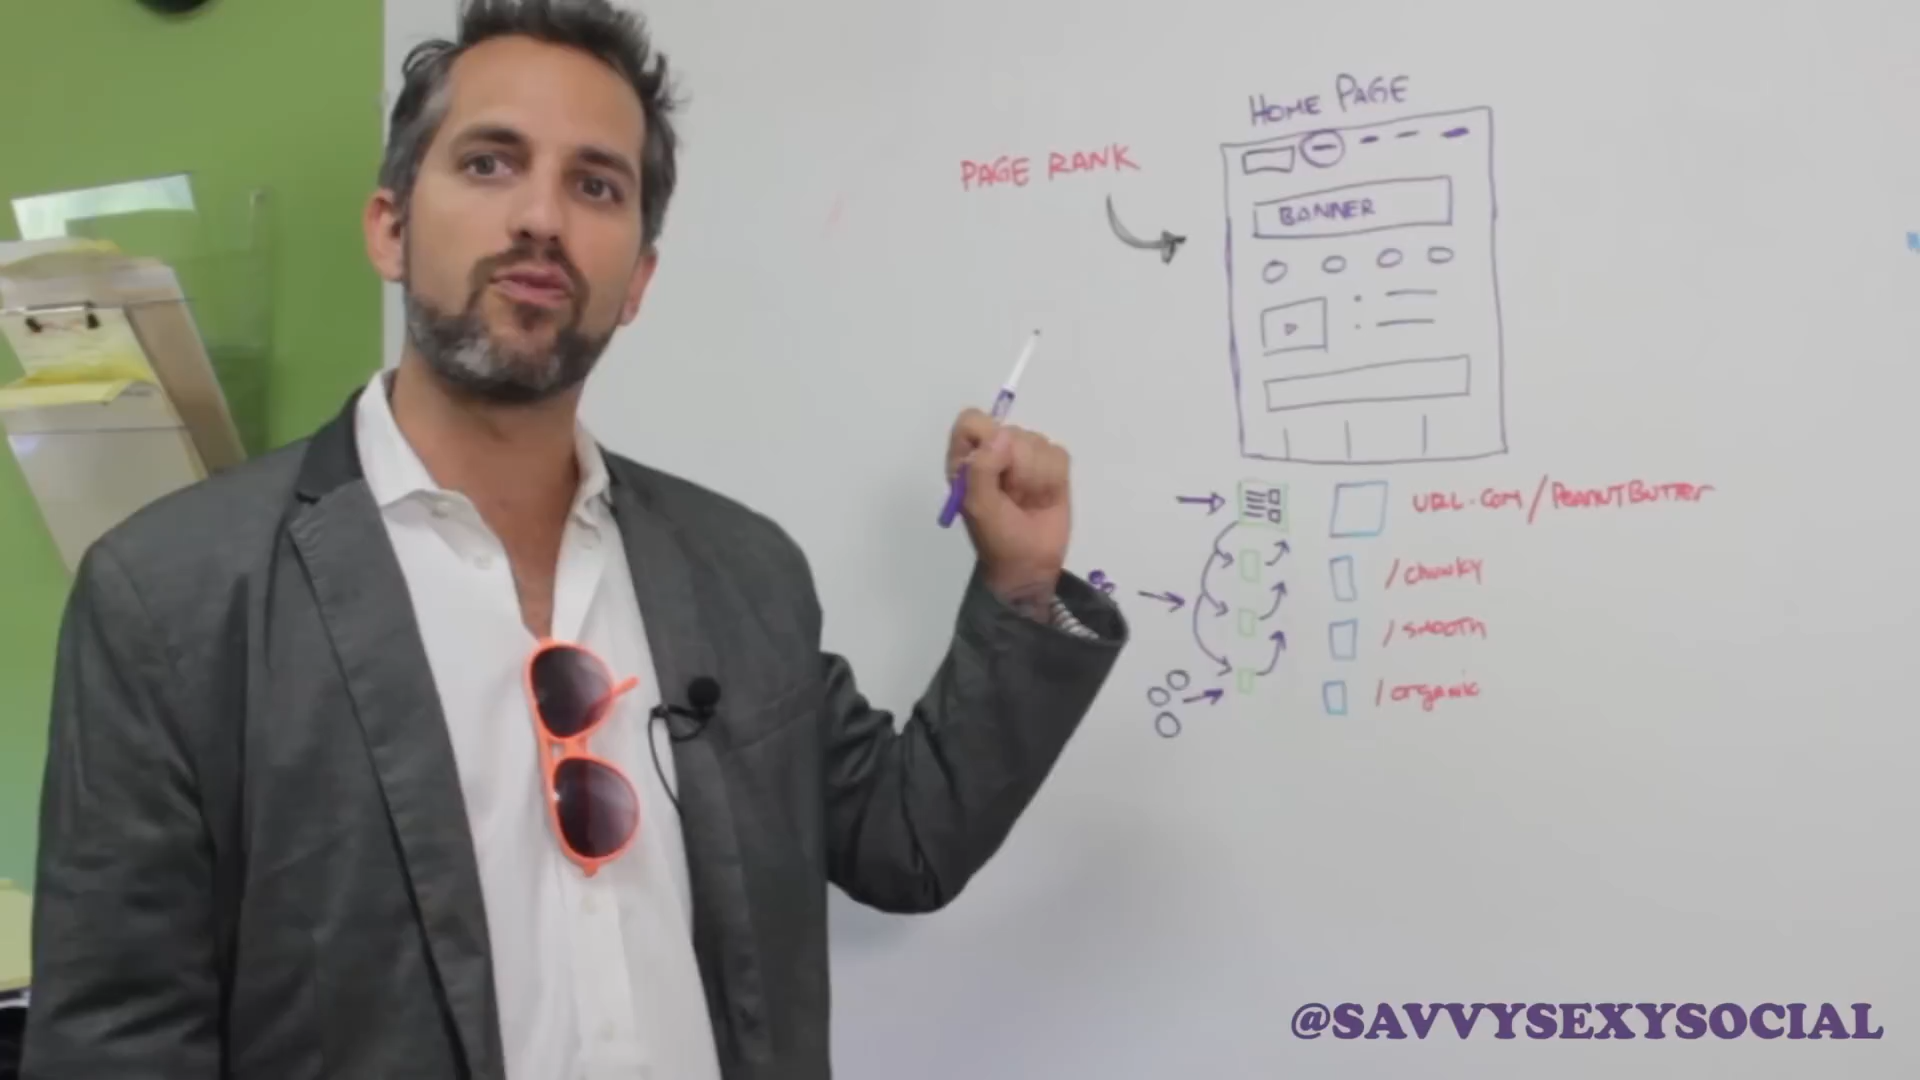 HOME PAGE
PAGE RANK
BANNER
URL.COM/PEANUTBUTTER
/chunky
/smooth
/organic
@SAVVYSEXYSOCIAL